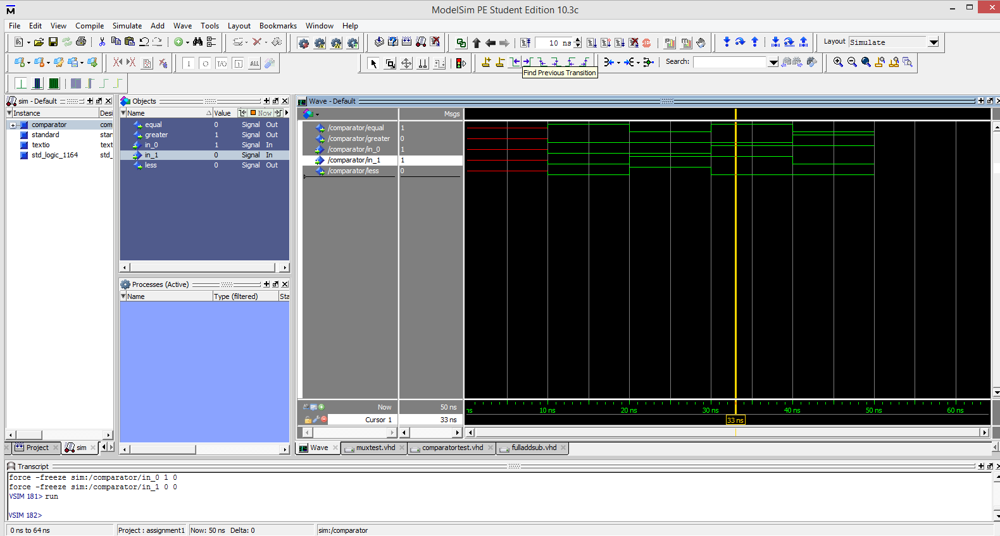 ModelSim PE Student Edition 10.3c
File Edit View Compile Simulate Add Wave Tools Layout Bookmarks Window Help
10 ns
Layout Simulate
Search:
Find Previous Transition
sim - Default
Instance Desi
comparator com
standard stan
textio text
std_logic_1164 std_
Objects
Name Value Now
equal 0 Signal Out
greater 1 Signal Out
in_0 1 Signal In
in_1 0 Signal In
less 0 Signal Out
Processes (Active)
Name Type (filtered) Sta
Wave - Default
Msgs
/comparator/equal 1
/comparator/greater 0
/comparator/in_0 1
/comparator/in_1 1
/comparator/less 0
Now 50 ns
Cursor 1 33 ns
ns 10 ns 20 ns 30 ns 40 ns 50 ns 60 ns
33 ns
Project sim
Wave muxtest.vhd comparatortest.vhd fulladdsub.vhd
Transcript
force -freeze sim:/comparator/in_0 1 0
force -freeze sim:/comparator/in_1 0 0
VSIM 181> run
VSIM 182>
0 ns to 64 ns Project : assignment1 Now: 50 ns Delta: 0 sim:/comparator